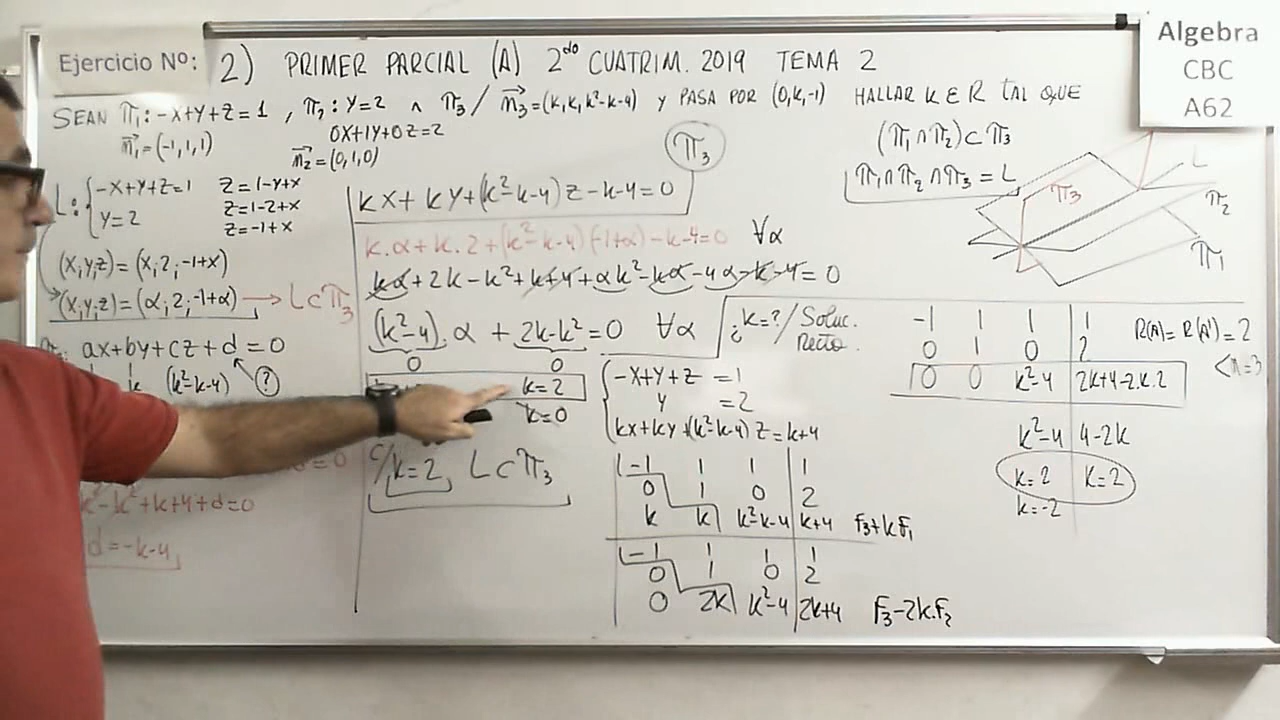 Ejercicio Nº: 2) PRIMER PARCIAL (A) 2do CUATRIM. 2019 TEMA 2
Algebra
CBC
A62
SEAN π1: -X+Y+Z=1 , π2: Y=2 ∧ π3 / n3=(k,k,k²-k-4) Y PASA POR (0,k,-1) HALLAR K∈R TAL QUE
n1=(-1,1,1)
0X+1Y+0Z=2
n2=(0,1,0)
(π1∩π2)⊂π3
π1∩π2∩π3=L
L: { -X+Y+Z=1
Y=2
Z=1-Y+X
Z=1-2+X
Z=-1+X
(X,Y,Z)=(X,2,-1+X)
(X,Y,Z)=(α,2,-1+α) → L⊂π3
ax+by+cz+d=0
(k²-k-4) ?
k²+k+4+d=0
d=-k-4
π3
kX+kY+(k²-k-4)Z-k-4=0
k.α+k.2+(k²-k-4)(-1+α)-k-4=0 ∀α
kα+2k-k²+k+4+αk²-kα-4α-k-4=0
(k²-4).α + 2k-k²=0 ∀α
0 0
k=2
k=0
C/k=2, L⊂π3
¿k=?/Soluc.
Recta
{ -X+Y+Z =1
Y =2
kX+kY+(k²-k-4)Z=k+4
-1 1 1 1
0 1 0 2
k k k²-k-4 k+4 F3+kF1
-1 1 1 1
0 1 0 2
0 2k k²-4 2k+4 F3-2k.F2
-1 1 1 1
0 1 0 2
0 0 k²-4 2k+4-2k.2
R(A)=R(A')=2
<n=3
k²-4 4-2k
k=2 k=2
k=-2
π3
L
π2
π1